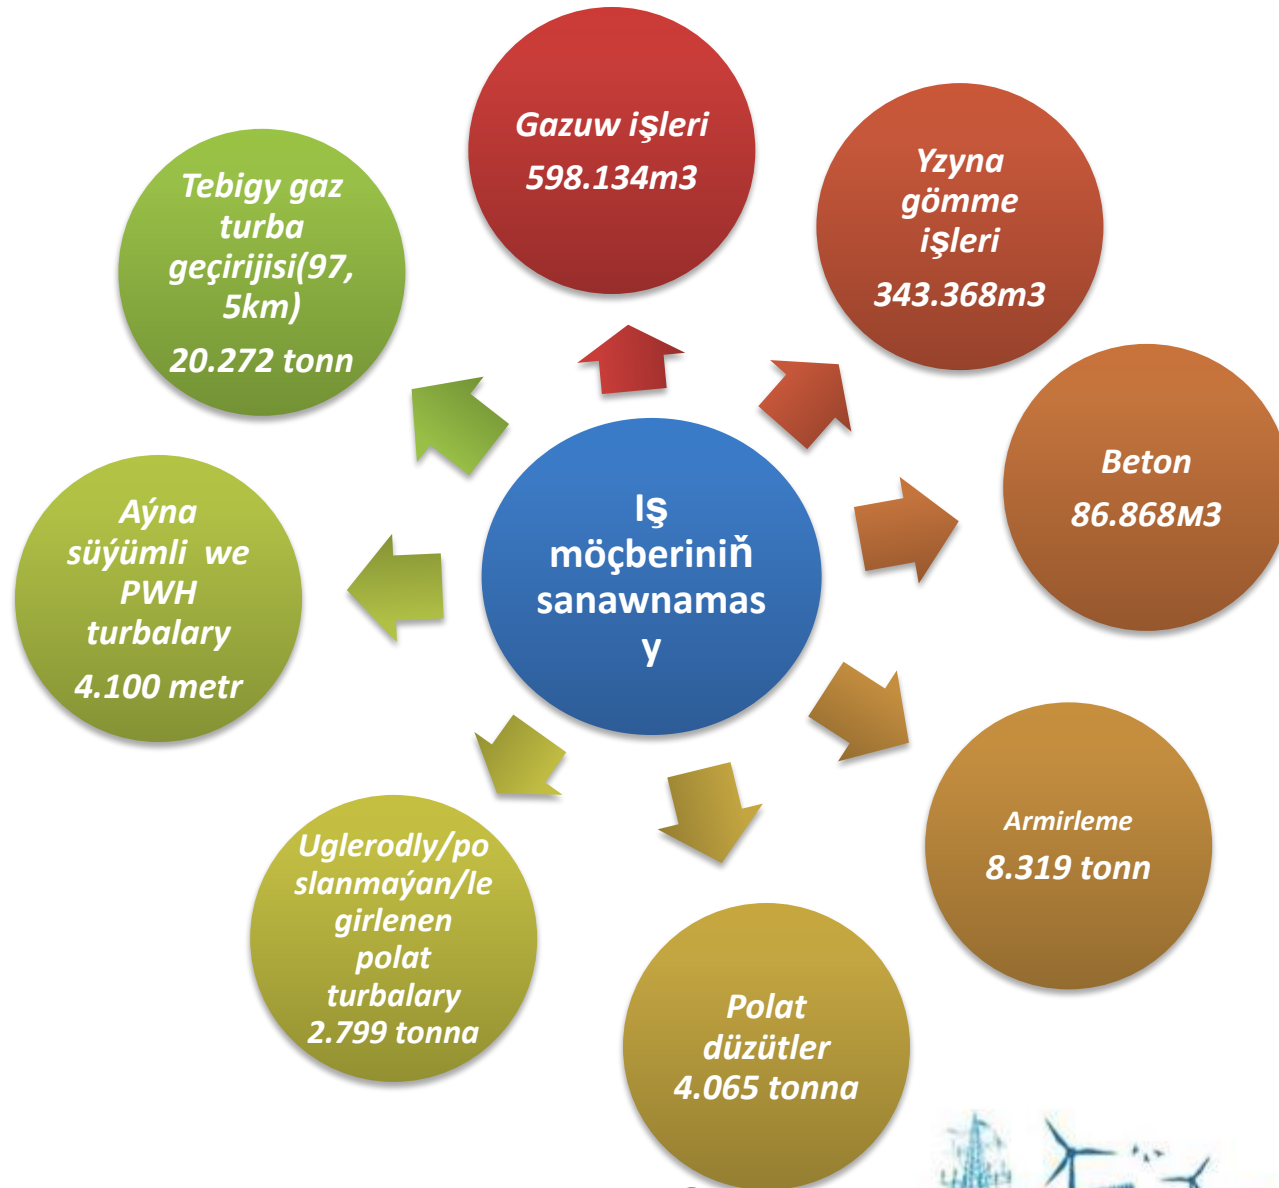 Gazuw işleri
598.134m3
Yzyna
gömme
işleri
343.368m3
Beton
86.868м3
Armirleme
8.319 tonn
Polat
düzütler
4.065 tonna
Uglerodly/po
slanmaýan/le
girlenen
polat
turbalary
2.799 tonna
Aýna
süýümli we
PWH
turbalary
4.100 metr
Tebigy gaz
turba
geçirijisi(97,
5km)
20.272 tonn
Iş
möçberiniň
sanawnamas
y